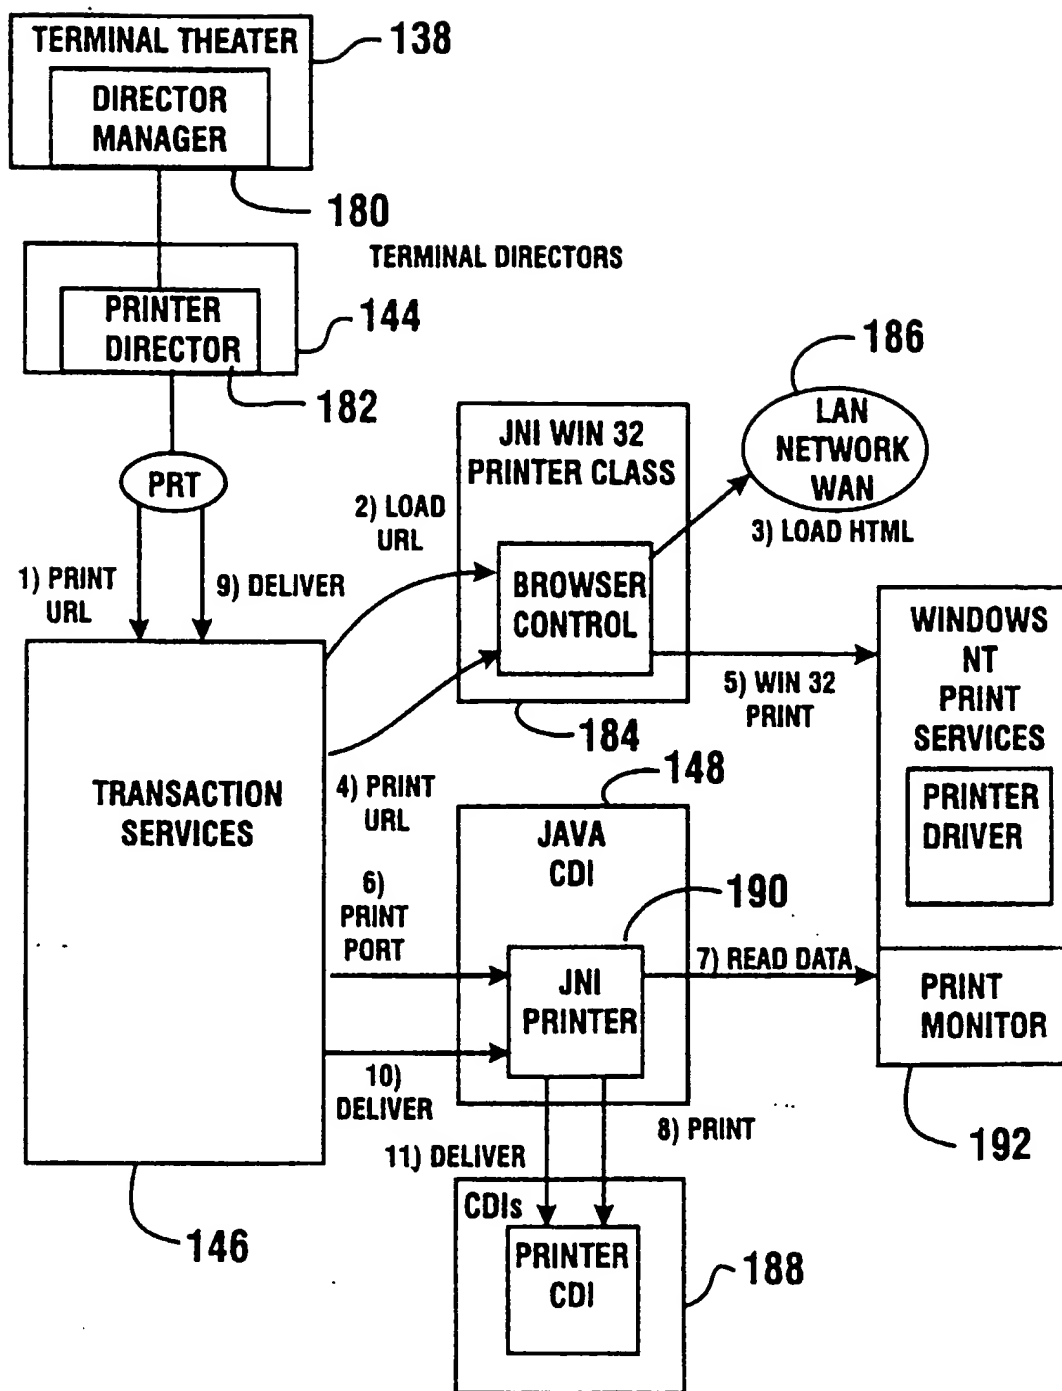 TERMINAL THEATER
138
DIRECTOR
MANAGER
180
TERMINAL DIRECTORS
PRINTER
DIRECTOR
144
182
PRT
1) PRINT
URL
9) DELIVER
TRANSACTION
SERVICES
146
2) LOAD
URL
JNI WIN 32
PRINTER CLASS
BROWSER
CONTROL
184
186
LAN
NETWORK
WAN
3) LOAD HTML
4) PRINT
URL
5) WIN 32
PRINT
WINDOWS
NT
PRINT
SERVICES
PRINTER
DRIVER
PRINT
MONITOR
192
148
JAVA
CDI
190
6)
PRINT
PORT
JNI
PRINTER
7) READ DATA
10)
DELIVER
8) PRINT
11) DELIVER
CDIs
PRINTER
CDI
188